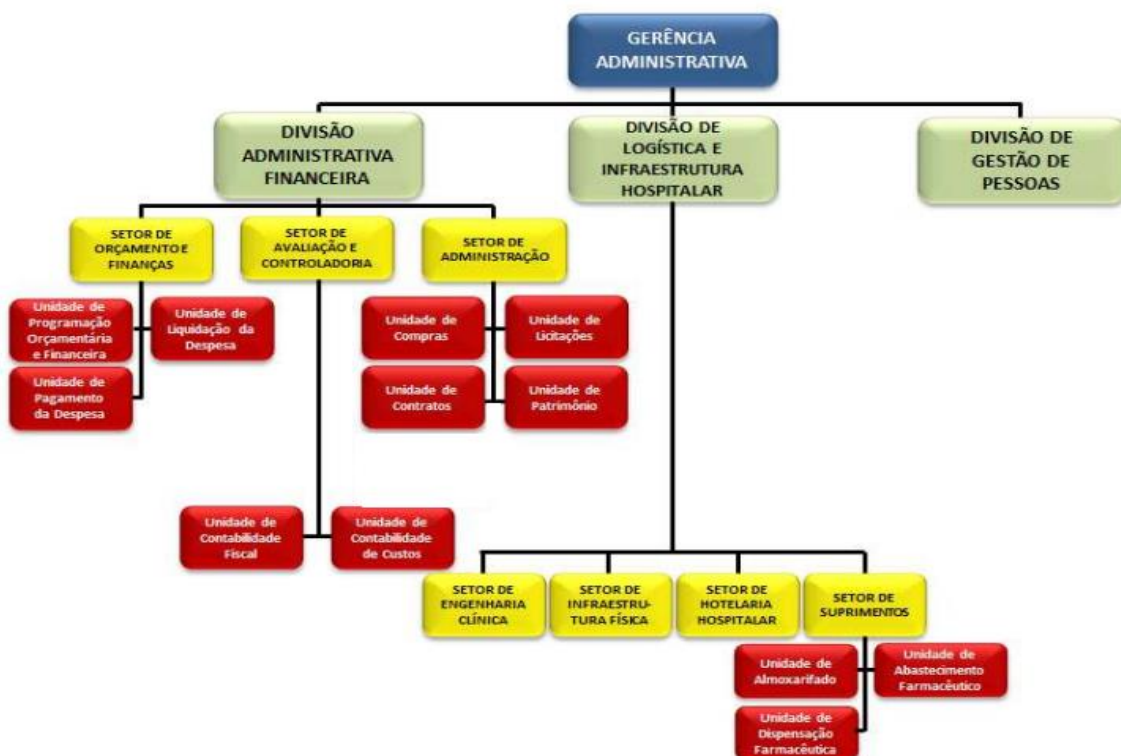 GERÊNCIA
ADMINISTRATIVA
DIVISÃO
ADMINISTRATIVA
FINANCEIRA
DIVISÃO DE
LOGÍSTICA E
INFRAESTRUTURA
HOSPITALAR
DIVISÃO DE
GESTÃO DE
PESSOAS
SETOR DE
ORÇAMENTO E
FINANÇAS
SETOR DE
AVALIAÇÃO E
CONTROLADORIA
SETOR DE
ADMINISTRAÇÃO
Unidade de
Programação
Orçamentária
e Financeira
Unidade de
Liquidação da
Despesa
Unidade de
Pagamento
da Despesa
Unidade de
Compras
Unidade de
Licitações
Unidade de
Contratos
Unidade de
Patrimônio
Unidade de
Contabilidade
Fiscal
Unidade de
Contabilidade
de Custos
SETOR DE
ENGENHARIA
CLÍNICA
SETOR DE
INFRAESTRU-
TURA FÍSICA
SETOR DE
HOTELARIA
HOSPITALAR
SETOR DE
SUPRIMENTOS
Unidade de
Almoxarifado
Unidade de
Abastecimento
Farmacêutico
Unidade de
Dispensação
Farmacêutica